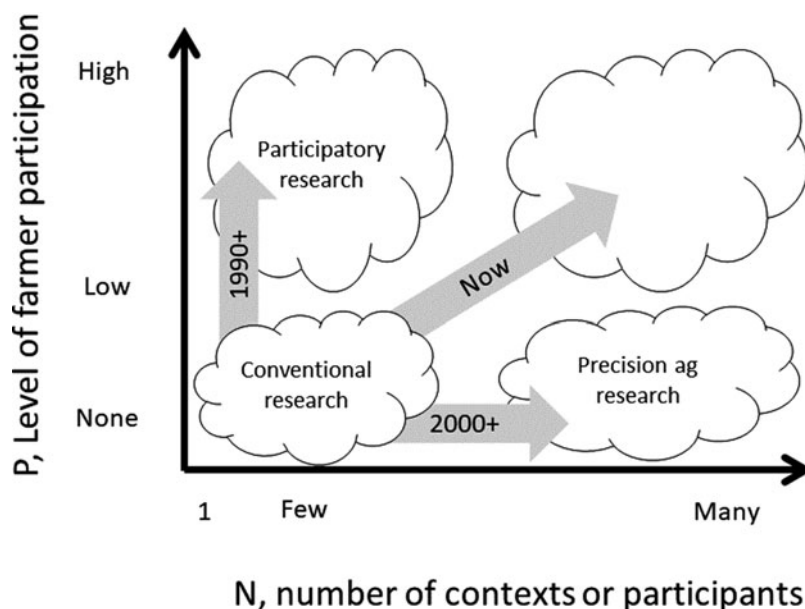 P, Level of farmer participation
High
Low
None
Participatory
research
1990+
Now
Conventional
research
Precision ag
research
2000+
1
Few
Many
N, number of contexts or participants